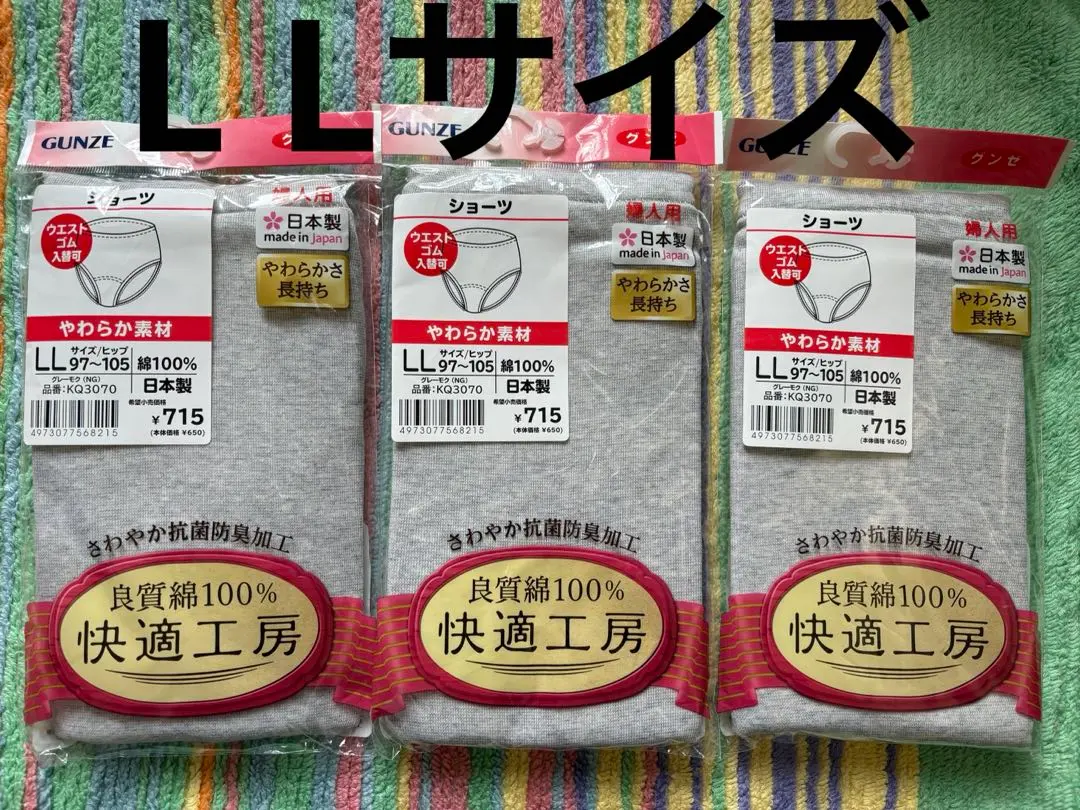 LLサイズ
GUNZE
グンゼ
ショーツ
ウエスト
ゴム
入替可
婦人用
日本製
made in Japan
やわらかさ
長持ち
やわらか素材
LL サイズ/ヒップ 97〜105 綿100%
グレーモク(NG)
品番:KQ3070 日本製
希望小売価格
¥715
(本体価格 ¥650)
4973077568215
さわやか抗菌防臭加工
良質綿100%
快適工房
GUNZE
グンゼ
ショーツ
ウエスト
ゴム
入替可
婦人用
日本製
made in Japan
やわらかさ
長持ち
やわらか素材
LL サイズ/ヒップ 97〜105 綿100%
グレーモク(NG)
品番:KQ3070 日本製
希望小売価格
¥715
(本体価格 ¥650)
4973077568215
さわやか抗菌防臭加工
良質綿100%
快適工房
GUNZE
グンゼ
ショーツ
ウエスト
ゴム
入替可
婦人用
日本製
made in Japan
やわらかさ
長持ち
やわらか素材
LL サイズ/ヒップ 97〜105 綿100%
グレーモク(NG)
品番:KQ3070 日本製
希望小売価格
¥715
(本体価格 ¥650)
4973077568215
さわやか抗菌防臭加工
良質綿100%
快適工房